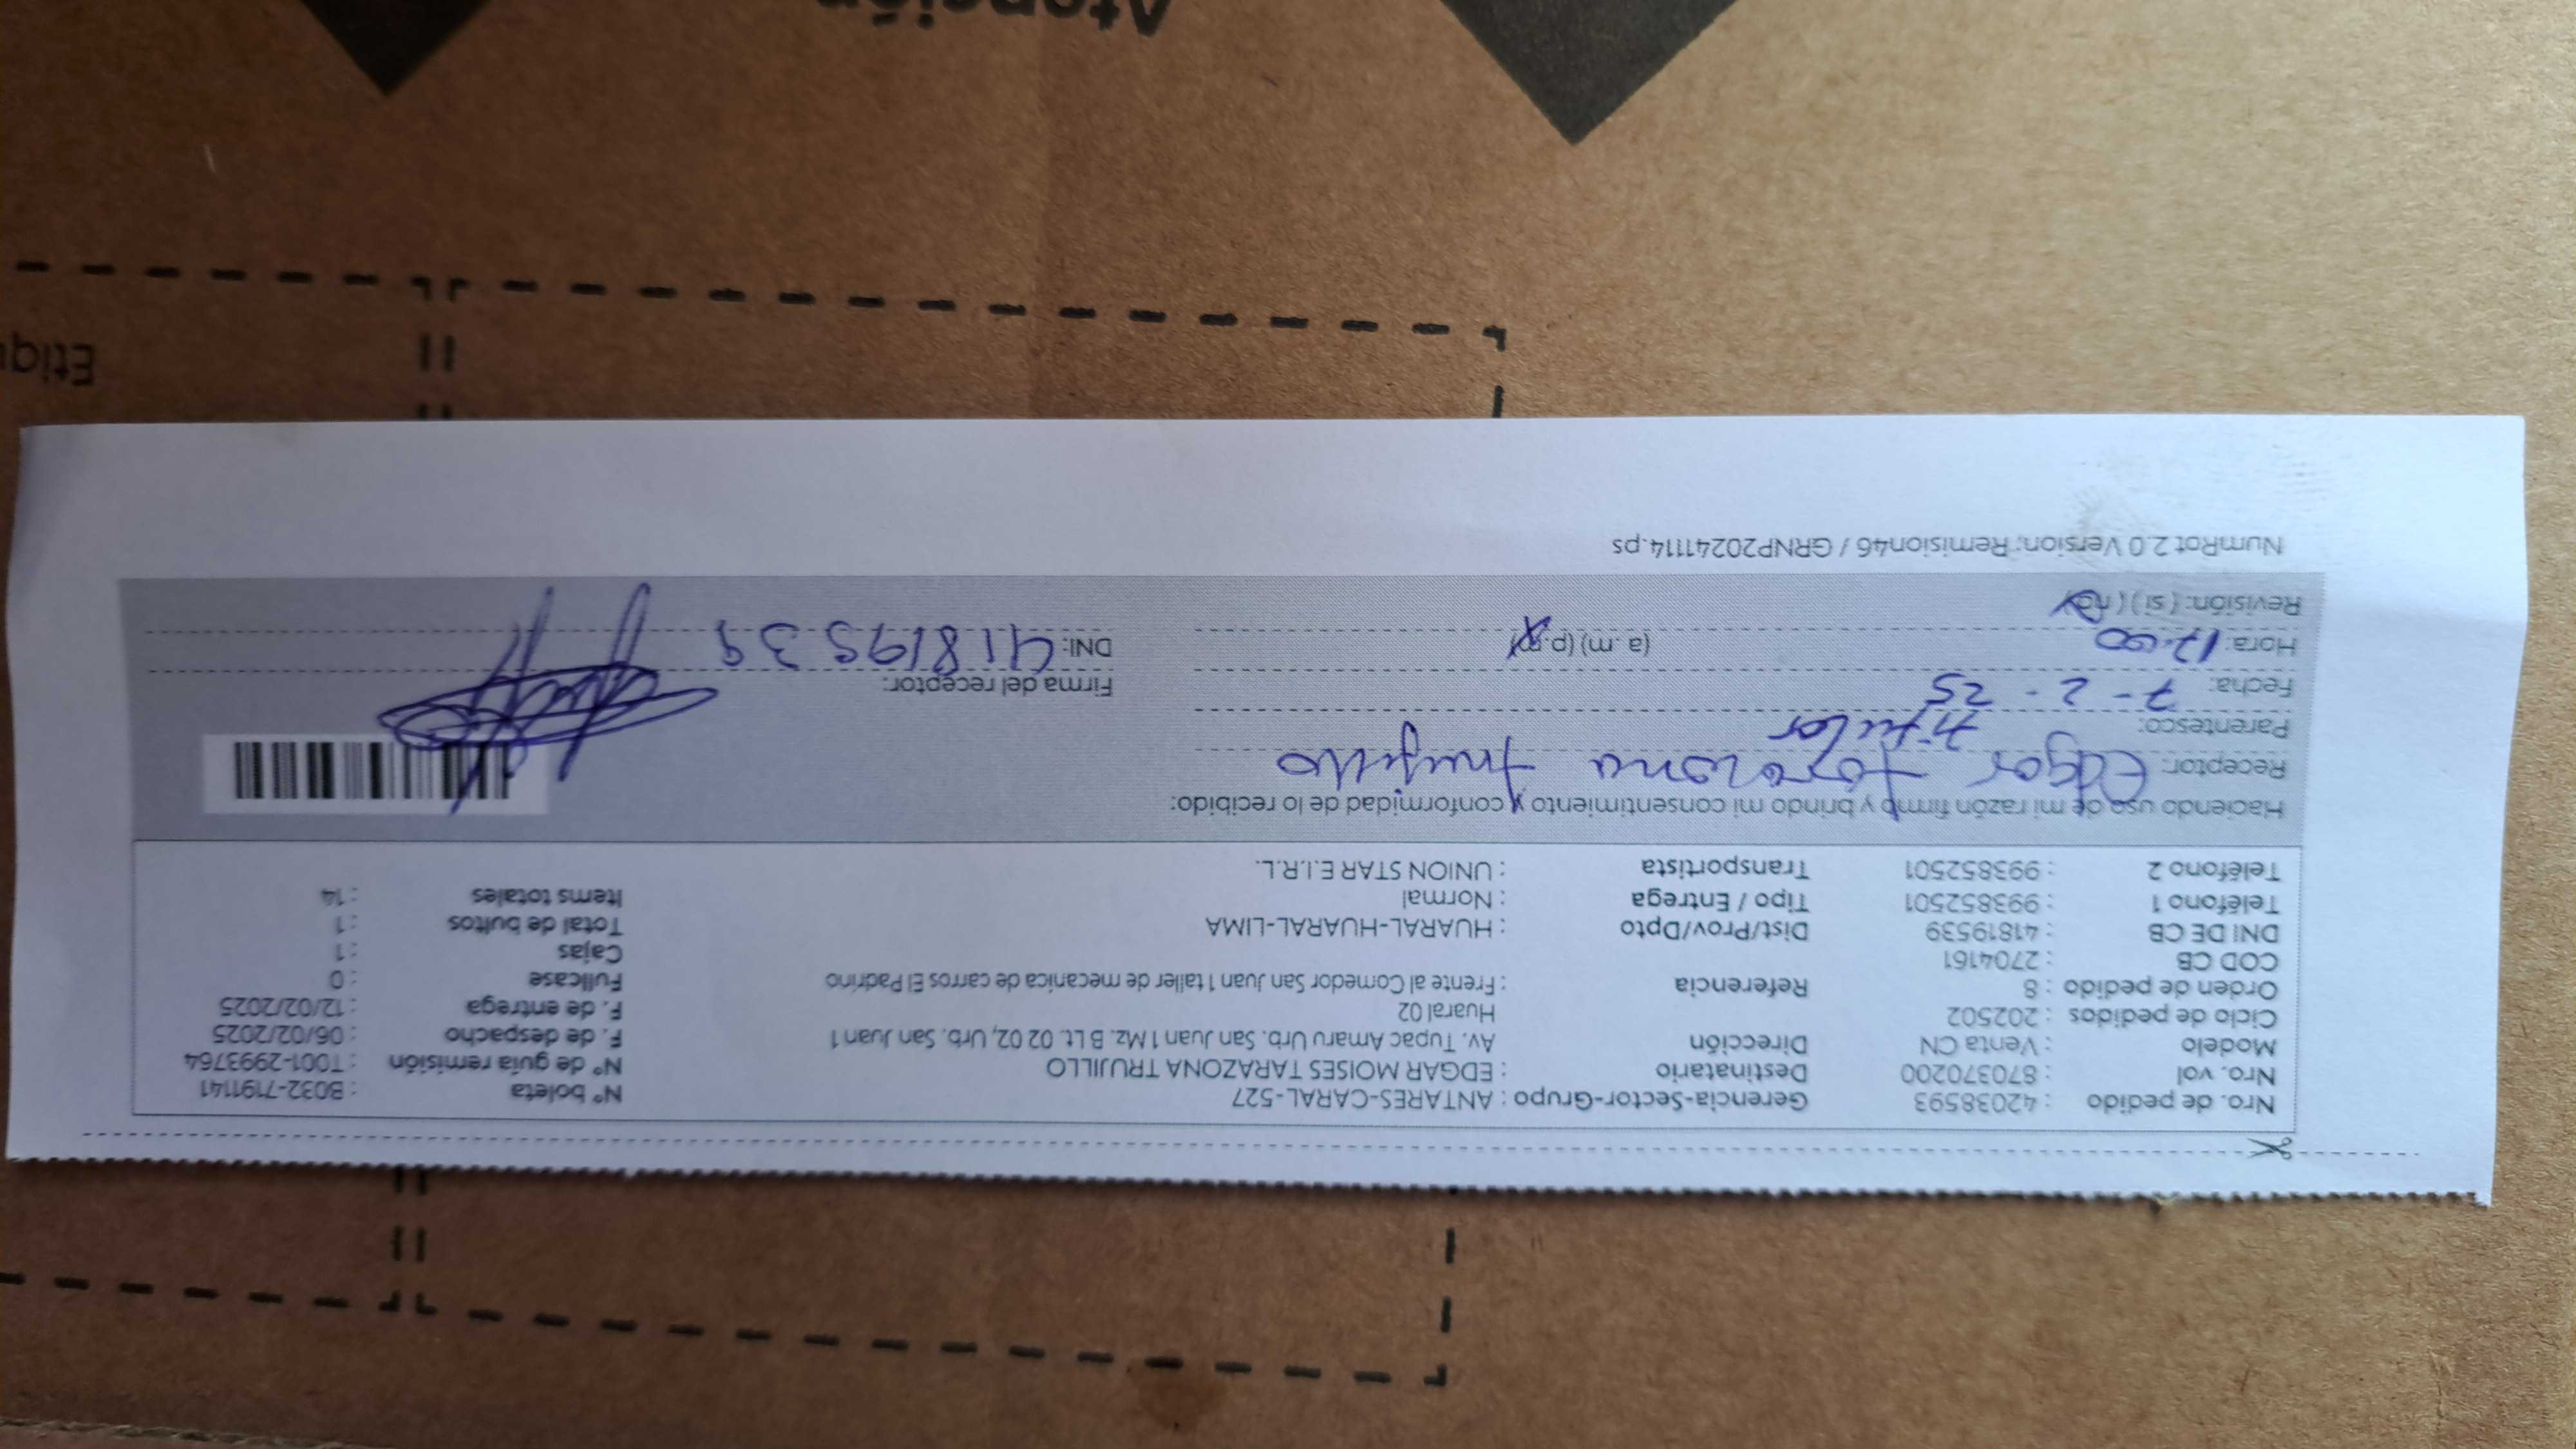 Nro. de pedido : 42038593 Gerencia-Sector-Grupo : ANTARES-CARAL-527 N° boleta : B032-7191141
Nro. vol : 870370200 Destinatario : EDGAR MOISES TARAZONA TRUJILLO N° de guía remisión : T001-2993764
Modelo : Venta CN Dirección Av. Tupac Amaru Urb. San Juan 1 Mz. B Lt. 02 02, Urb. San Juan 1 F. de despacho : 06/02/2025
Ciclo de pedidos : 202502 Huaral 02 F. de entrega : 12/02/2025
Orden de pedido : 8 Referencia : Frente al Comedor San Juan 1 taller de mecanica de carros El Padrino Fullcase : 0
COD CB : 2704161 Cajas : 1
DNI DE CB : 41819539 Dist/Prov/Dpto : HUARAL-HUARAL-LIMA Total de bultos : 1
Teléfono 1 : 993852501 Tipo / Entrega : Normal Items totales : 14
Teléfono 2 : 993852501 Transportista : UNION STAR E.I.R.L.
Haciendo uso de mi razón firmo y brindo mi consentimiento y conformidad de lo recibido:
Receptor: Edgar tarazona trujillo
Parentesco: titular
Fecha: 7 - 2 - 25 Firma del receptor:
Hora: 17:00 (a.m) (p.m) DNI: 41819539
Revisión: (si) (no)
NumRot 2.0 Version: Remision46 / GRNP20241114.ps
Etiqu
Atención